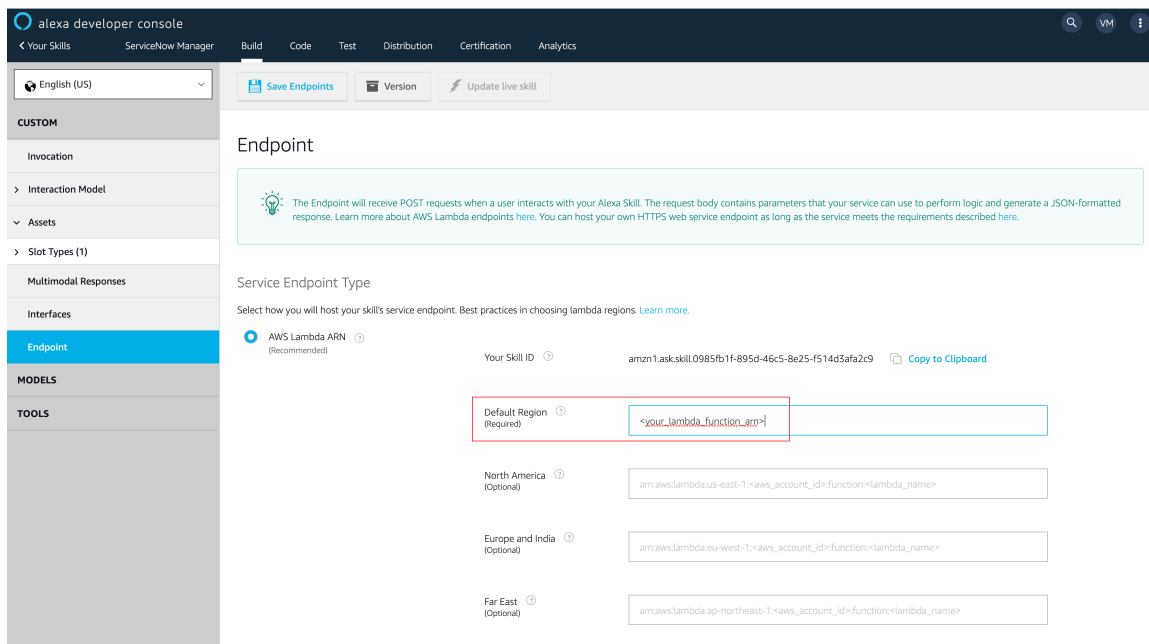 alexa developer console
VM
Your Skills
ServiceNow Manager
Build
Code
Test
Distribution
Certification
Analytics
English (US)
Save Endpoints
Version
Update live skill
CUSTOM
Invocation
Interaction Model
Assets
Slot Types (1)
Multimodal Responses
Interfaces
Endpoint
MODELS
TOOLS
Endpoint
The Endpoint will receive POST requests when a user interacts with your Alexa Skill. The request body contains parameters that your service can use to perform logic and generate a JSON-formatted
response. Learn more about AWS Lambda endpoints here. You can host your own HTTPS web service endpoint as long as the service meets the requirements described here.
Service Endpoint Type
Select how you will host your skill's service endpoint. Best practices in choosing lambda regions. Learn more.
AWS Lambda ARN ?
(Recommended)
Your Skill ID ?
amzn1.ask.skill.0985fb1f-895d-46c5-8e25-f514d3afa2c9
Copy to Clipboard
Default Region ?
(Required)
<your_lambda_function_arn>
North America ?
(Optional)
arn:aws:lambda:us-east-1:<aws_account_id>:function:<lambda_name>
Europe and India ?
(Optional)
arn:aws:lambda:eu-west-1:<aws_account_id>:function:<lambda_name>
Far East ?
(Optional)
arn:aws:lambda:ap-northeast-1:<aws_account_id>:function:<lambda_name>